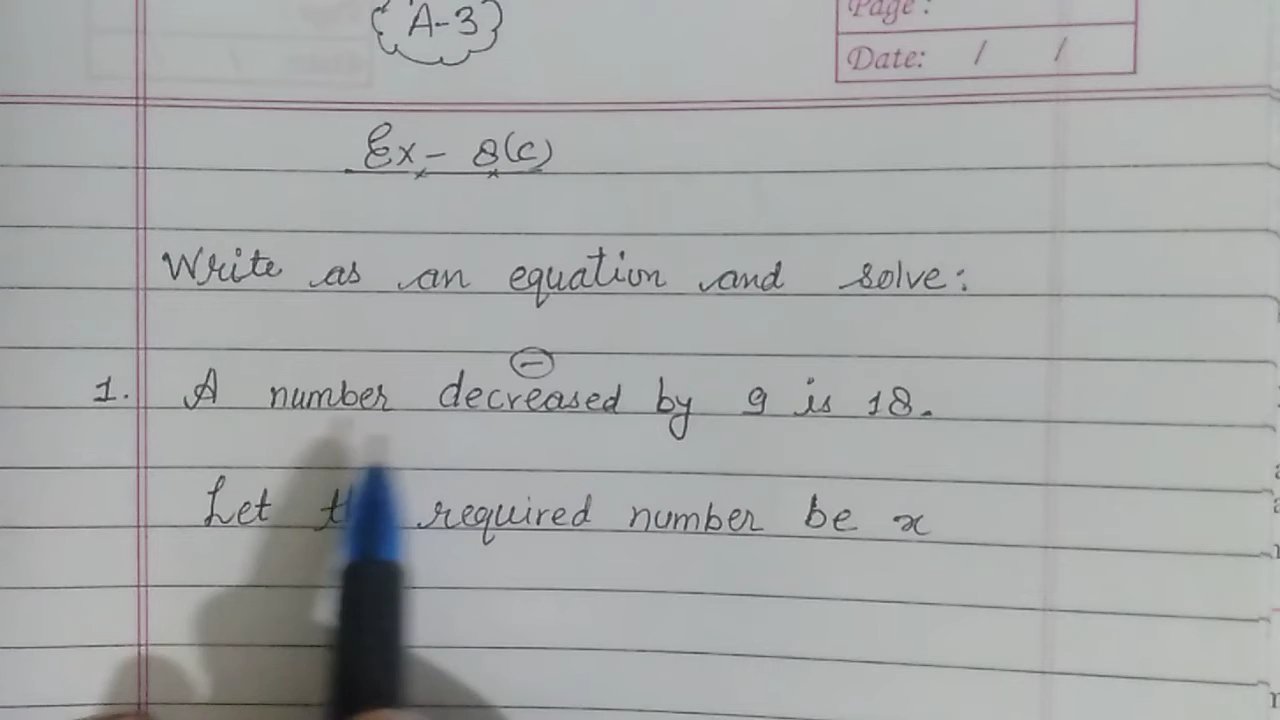 A-3
Page:
Date: / /
Ex- 8(c)
Write as an equation and solve:
-
1. A number decreased by 9 is 18.
Let required number be x